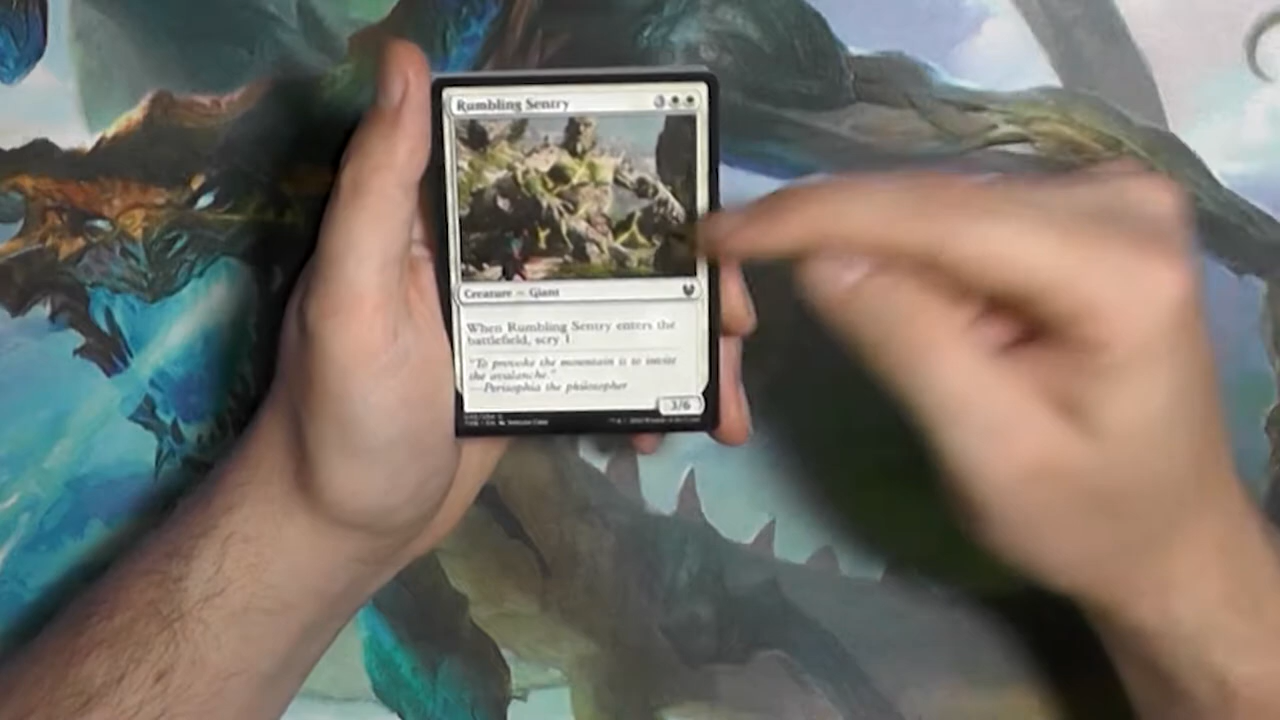 Rumbling Sentry 3
Creature — Giant
When Rumbling Sentry enters the
battlefield, scry 1
"To provoke the mountain is to invite
the avalanche."
—Perisophia the philosopher
3/6